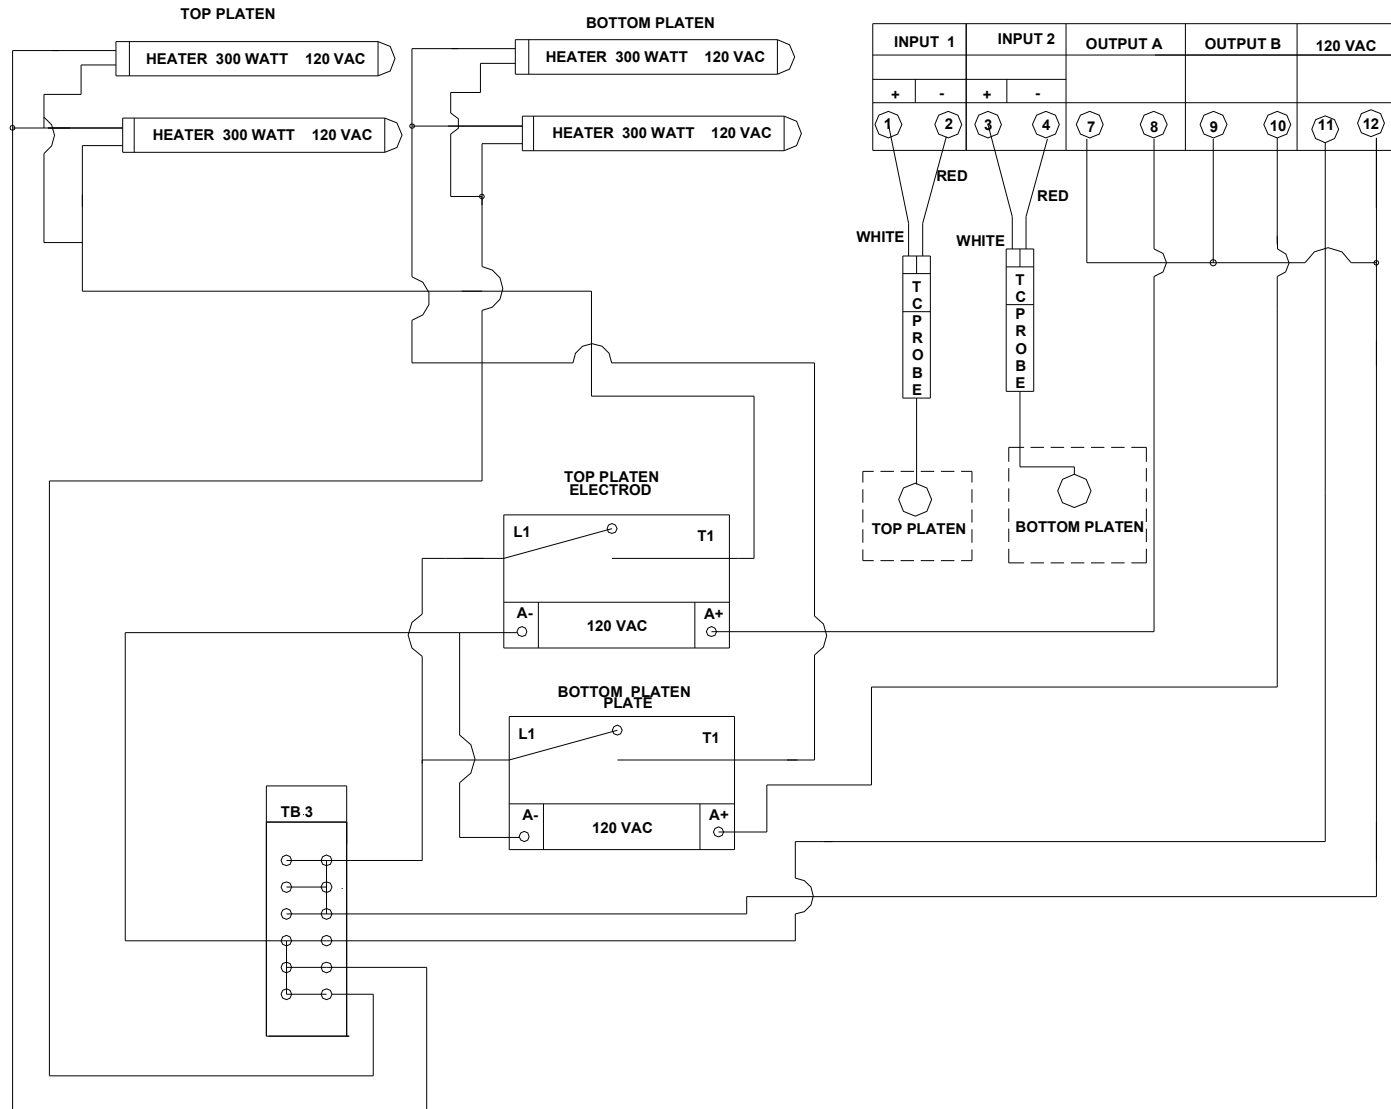 TOP PLATEN
BOTTOM PLATEN
HEATER 300 WATT 120 VAC
HEATER 300 WATT 120 VAC
HEATER 300 WATT 120 VAC
HEATER 300 WATT 120 VAC
INPUT 1 INPUT 2 OUTPUT A OUTPUT B 120 VAC
+ - + -
1 2 3 4 7 8 9 10 11 12
RED
RED
WHITE
WHITE
T
C
P
R
O
B
E
T
C
P
R
O
B
E
TOP PLATEN
BOTTOM PLATEN
TOP PLATEN
ELECTROD
L1 T1
A- 120 VAC A+
BOTTOM PLATEN
PLATE
L1 T1
A- 120 VAC A+
TB 3